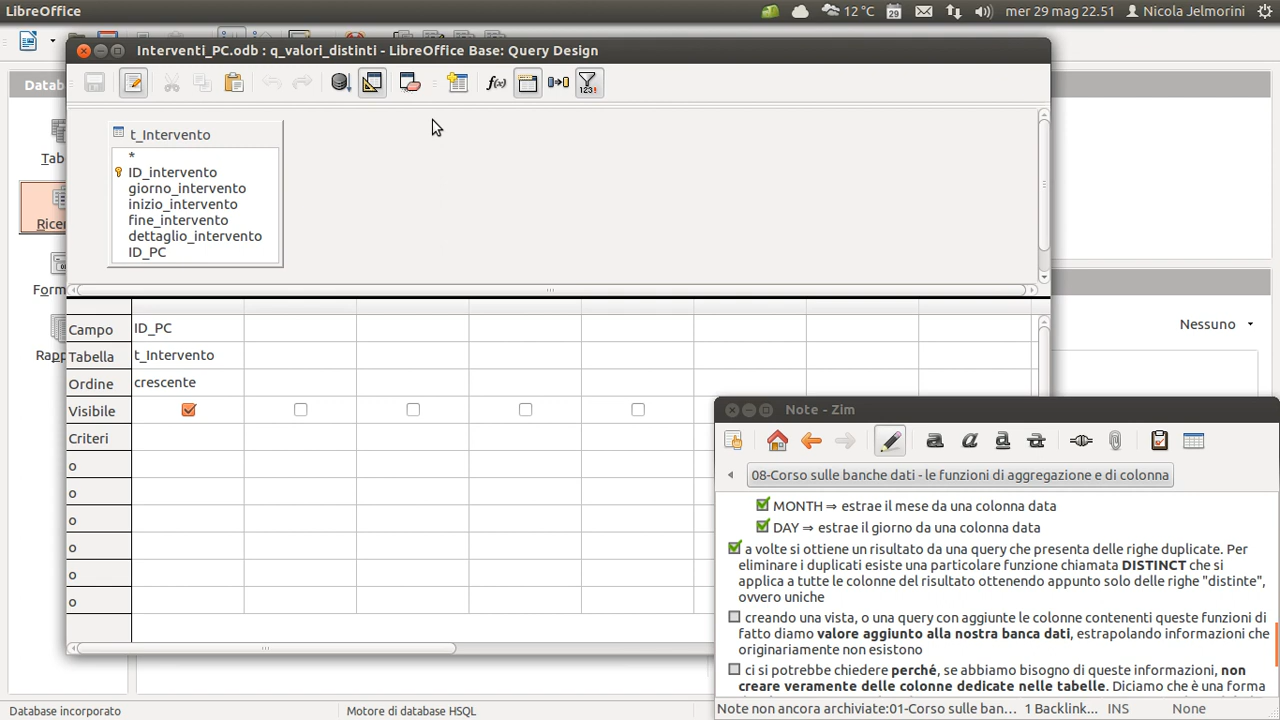 LibreOffice
12 °C
29
mer 29 mag 22.51
Nicola Jelmorini
Interventi_PC.odb : q_valori_distinti - LibreOffice Base: Query Design
f(x)
123!
Datab
Tab
Ricer
Form
Rapp
t_Intervento
*
ID_intervento
giorno_intervento
inizio_intervento
fine_intervento
dettaglio_intervento
ID_PC
Nessuno
Campo ID_PC
Tabella t_Intervento
Ordine crescente
Visibile
Criteri
o
o
o
o
o
o
Note - Zim
a a a a
08-Corso sulle banche dati - le funzioni di aggregazione e di colonna
MONTH ⇒ estrae il mese da una colonna data
DAY ⇒ estrae il giorno da una colonna data
a volte si ottiene un risultato da una query che presenta delle righe duplicate. Per
eliminare i duplicati esiste una particolare funzione chiamata DISTINCT che si
applica a tutte le colonne del risultato ottenendo appunto solo delle righe "distinte",
ovvero uniche
creando una vista, o una query con aggiunte le colonne contenenti queste funzioni di
fatto diamo valore aggiunto alla nostra banca dati, estrapolando informazioni che
originariamente non esistono
ci si potrebbe chiedere perché, se abbiamo bisogno di queste informazioni, non
creare veramente delle colonne dedicate nelle tabelle. Diciamo che è una forma
Note non ancora archiviate:01-Corso sulle ban... 1 Backlink... INS None
Database incorporato
Motore di database HSQL